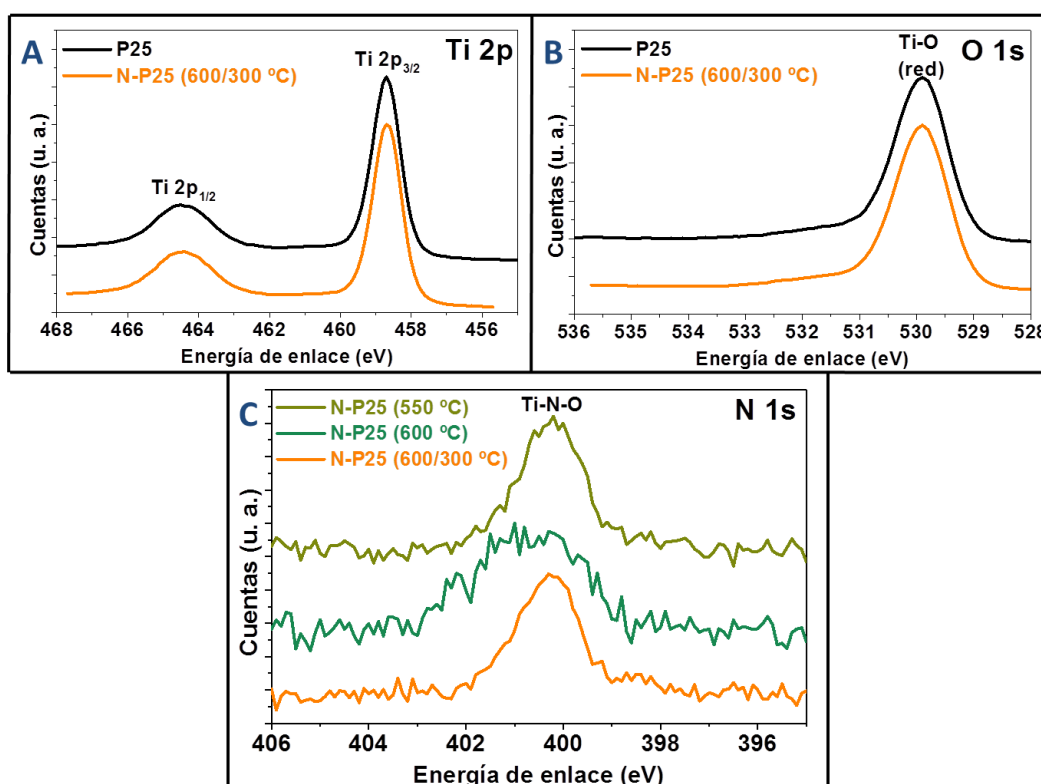 A
P25
N-P25 (600/300 ºC)
Ti 2p
Ti 2p3/2
Ti 2p1/2
Cuentas (u. a.)
468 466 464 462 460 458 456
Energía de enlace (eV)
B
P25
N-P25 (600/300 ºC)
Ti-O
(red)
O 1s
Cuentas (u. a.)
536 535 534 533 532 531 530 529 528
Energía de enlace (eV)
C
N-P25 (550 ºC)
N-P25 (600 ºC)
N-P25 (600/300 ºC)
Ti-N-O
N 1s
Cuentas (u. a.)
406 404 402 400 398 396
Energía de enlace (eV)